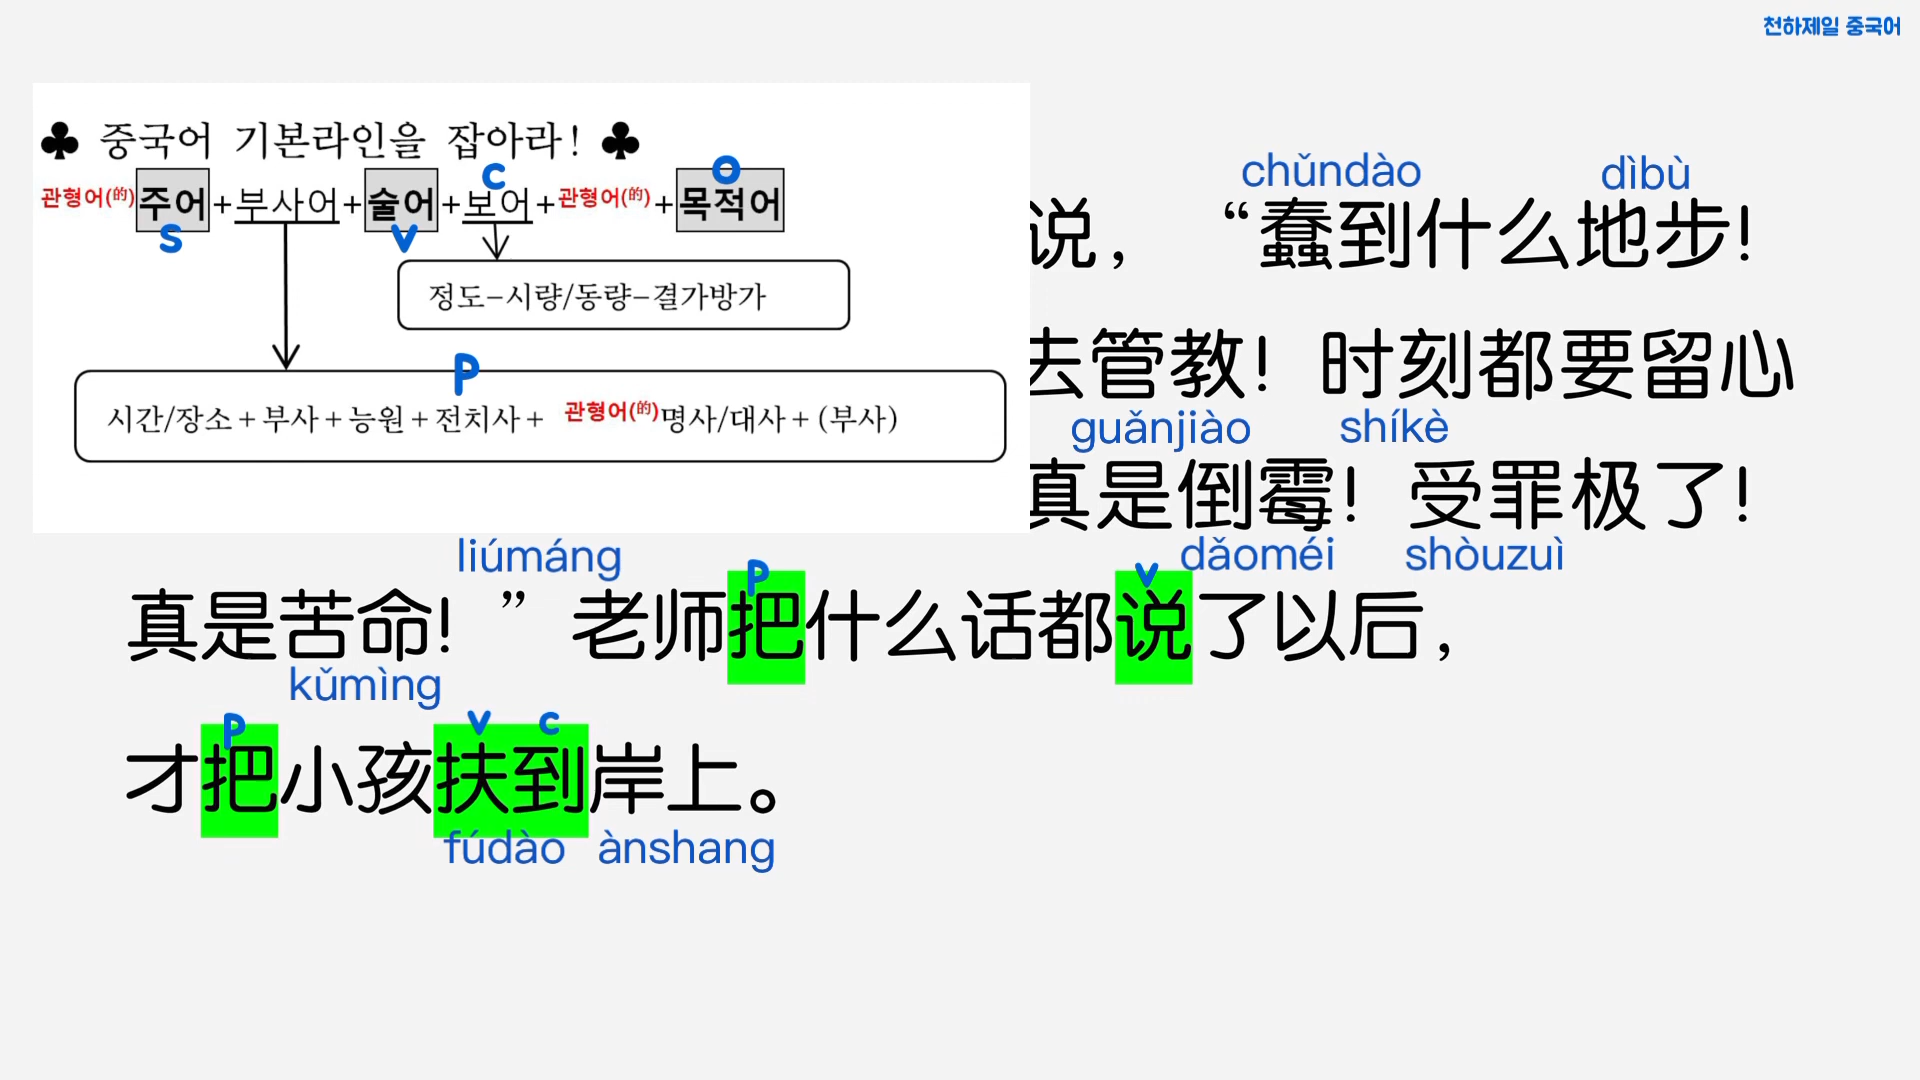 천하제일 중국어
♣ 중국어 기본라인을 잡아라! ♣
C O
관형어(的) 주어+부사어+술어+보어+관형어(的)+목적어
S V
정도-시량/동량-결가방가
P
시간/장소+부사+능원+전치사+ 관형어(的)명사/대사+(부사)
chǔndào dìbù
说，“蠢到什么地步!
去管教! 时刻都要留心
guǎnjiào shíkè
真是倒霉! 受罪极了!
liúmáng dǎoméi shòuzuì
P V
真是苦命!”老师把什么话都说了以后，
kǔmìng
P V C
才把小孩扶到岸上。
fúdào ànshang